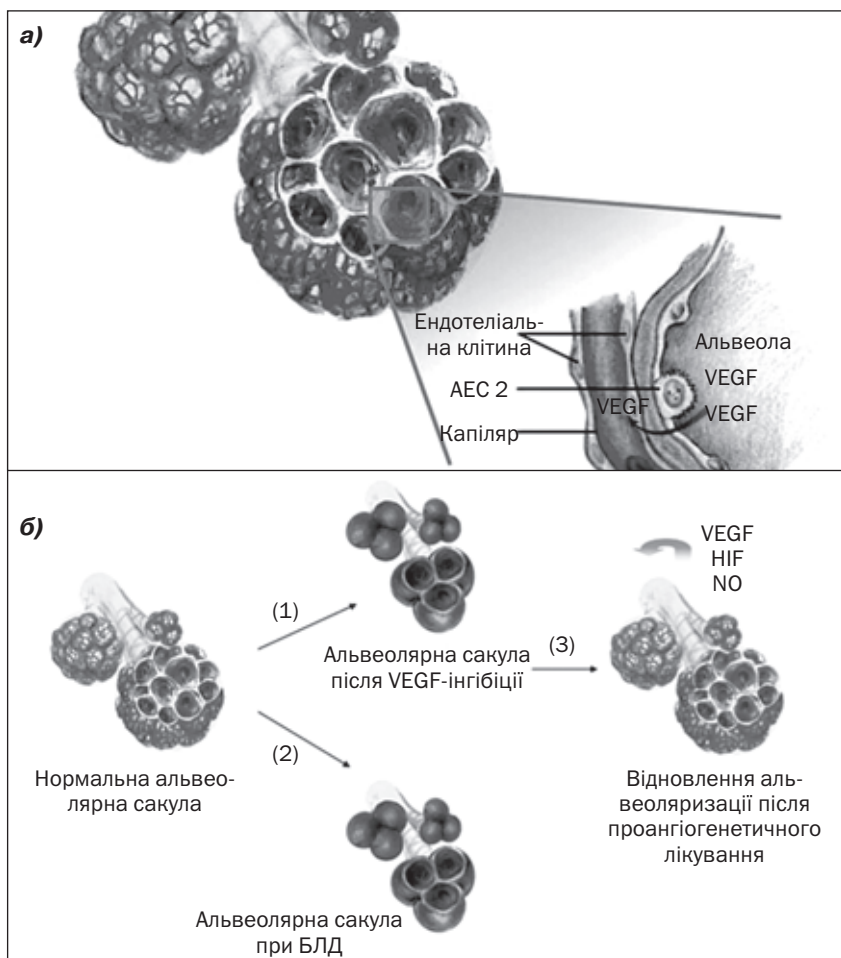 а)
Ендотеліаль-
на клітина
АЕС 2
Капіляр
VEGF
Альвеола
VEGF
VEGF
б)
(1)
(2)
(3)
VEGF
HIF
NO
Нормальна альвео-
лярна сакула
Альвеолярна сакула
після VEGF-інгібіції
Альвеолярна сакула
при БЛД
Відновлення аль-
веоляризації після
проангіогенетичного
лікування